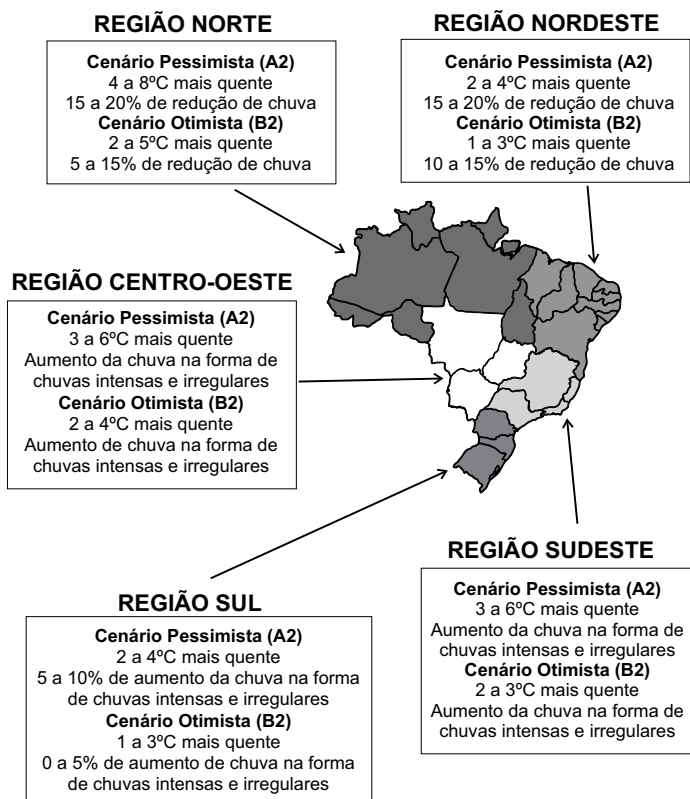 REGIÃO NORTE
Cenário Pessimista (A2)
4 a 8ºC mais quente
15 a 20% de redução de chuva
Cenário Otimista (B2)
2 a 5ºC mais quente
5 a 15% de redução de chuva
REGIÃO NORDESTE
Cenário Pessimista (A2)
2 a 4ºC mais quente
15 a 20% de redução de chuva
Cenário Otimista (B2)
1 a 3ºC mais quente
10 a 15% de redução de chuva
REGIÃO CENTRO-OESTE
Cenário Pessimista (A2)
3 a 6ºC mais quente
Aumento da chuva na forma de
chuvas intensas e irregulares
Cenário Otimista (B2)
2 a 4ºC mais quente
Aumento de chuva na forma de
chuvas intensas e irregulares
REGIÃO SUDESTE
Cenário Pessimista (A2)
3 a 6ºC mais quente
Aumento da chuva na forma de
chuvas intensas e irregulares
Cenário Otimista (B2)
2 a 3ºC mais quente
Aumento da chuva na forma de
chuvas intensas e irregulares
REGIÃO SUL
Cenário Pessimista (A2)
2 a 4ºC mais quente
5 a 10% de aumento da chuva na forma
de chuvas intensas e irregulares
Cenário Otimista (B2)
1 a 3ºC mais quente
0 a 5% de aumento de chuva na forma
de chuvas intensas e irregulares